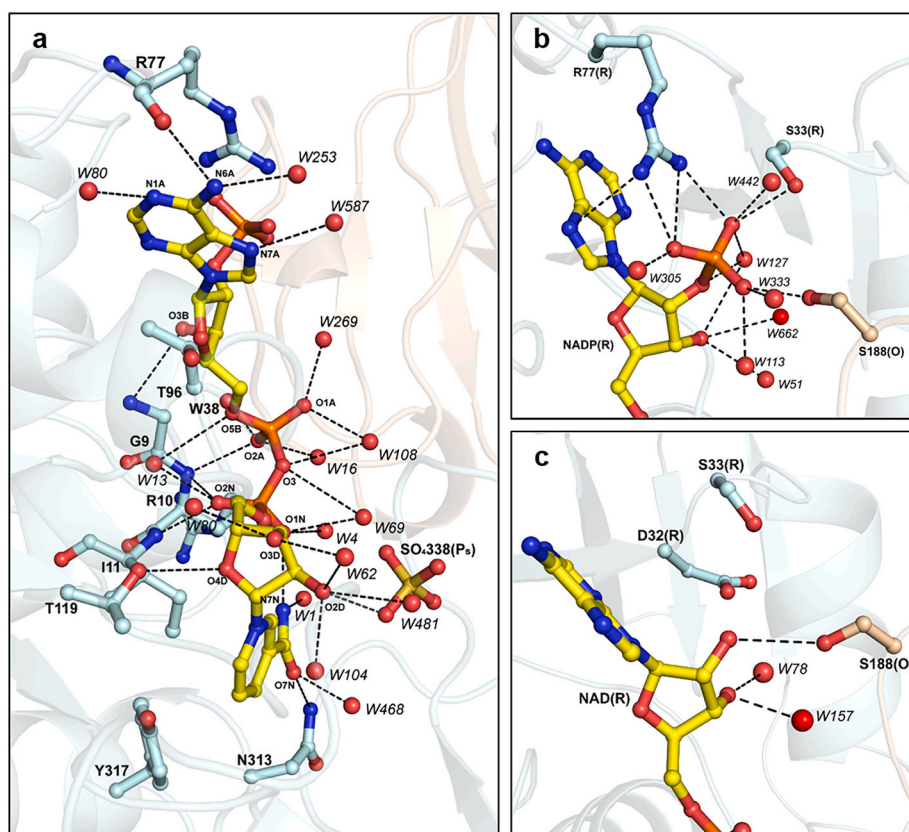 a
R77
W253
W80
N1A
N6A
W587
N7A
O3B
W269
T96
W38
O5B
O1A
G9
O2A
W16
W108
W13
O3
O2N
R10
O1N
W69
W80
W4
O3D
SO₄338(Pₛ)
W62
I11
O4D
N7N
O2D
W481
T119
W1
W104
O7N
W468
N313
Y317
b
R77(R)
S33(R)
W442
W127
W305
W333
NADP(R)
W662
S188(O)
W113
W51
c
S33(R)
D32(R)
S188(O)
W78
NAD(R)
W157